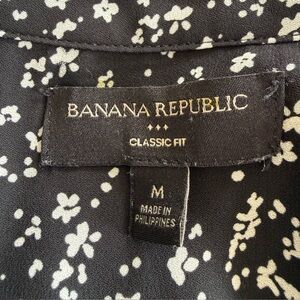 BANANA REPUBLIC
CLASSIC FIT
M
MADE IN
PHILIPPINES